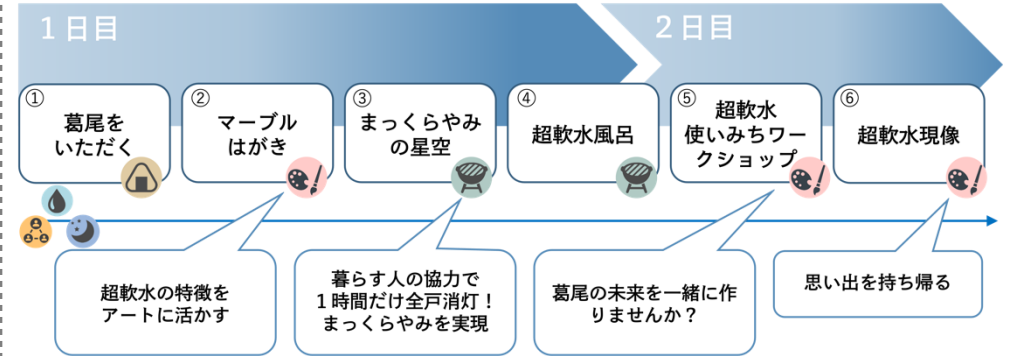 1日目
2日目
①
葛尾を
いただく
②
マーブル
はがき
③
まっくらやみ
の星空
④
超軟水風呂
⑤
超軟水
使いみちワー
クショップ
⑥
超軟水現像
超軟水の特徴を
アートに活かす
暮らす人の協力で
1時間だけ全戸消灯！
まっくらやみを実現
葛尾の未来を一緒に作
りませんか？
思い出を持ち帰る